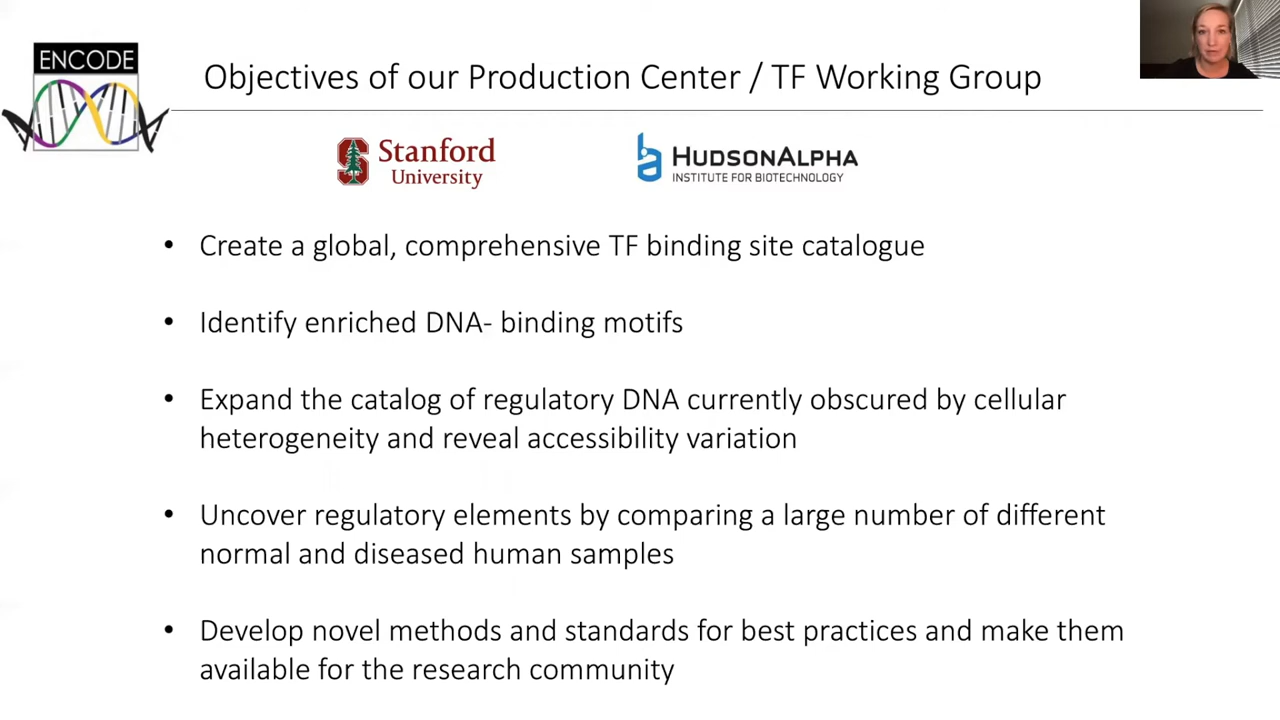 ENCODE
Objectives of our Production Center / TF Working Group
Stanford
University
HUDSONALPHA
INSTITUTE FOR BIOTECHNOLOGY
• Create a global, comprehensive TF binding site catalogue
• Identify enriched DNA- binding motifs
• Expand the catalog of regulatory DNA currently obscured by cellular
heterogeneity and reveal accessibility variation
• Uncover regulatory elements by comparing a large number of different
normal and diseased human samples
• Develop novel methods and standards for best practices and make them
available for the research community